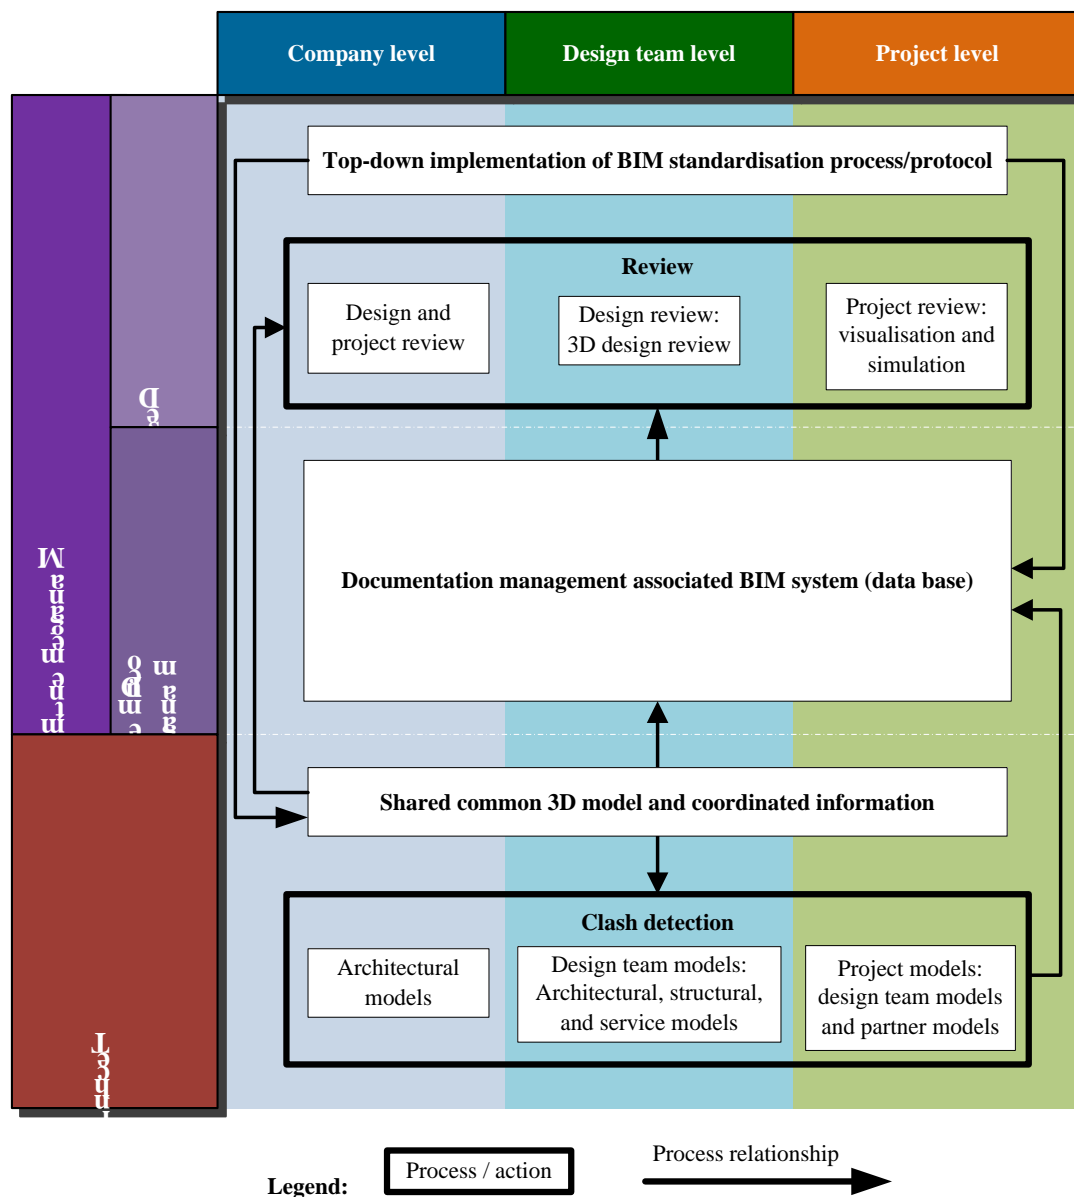 Company level
Design team level
Project level
Top-down implementation of BIM standardisation process/protocol
Review
Design and
project review
Design review:
3D design review
Project review:
visualisation and
simulation
Documentation management associated BIM system (data base)
Shared common 3D model and coordinated information
Clash detection
Architectural
models
Design team models:
Architectural, structural,
and service models
Project models:
design team models
and partner models
Legend:
Process / action
Process relationship